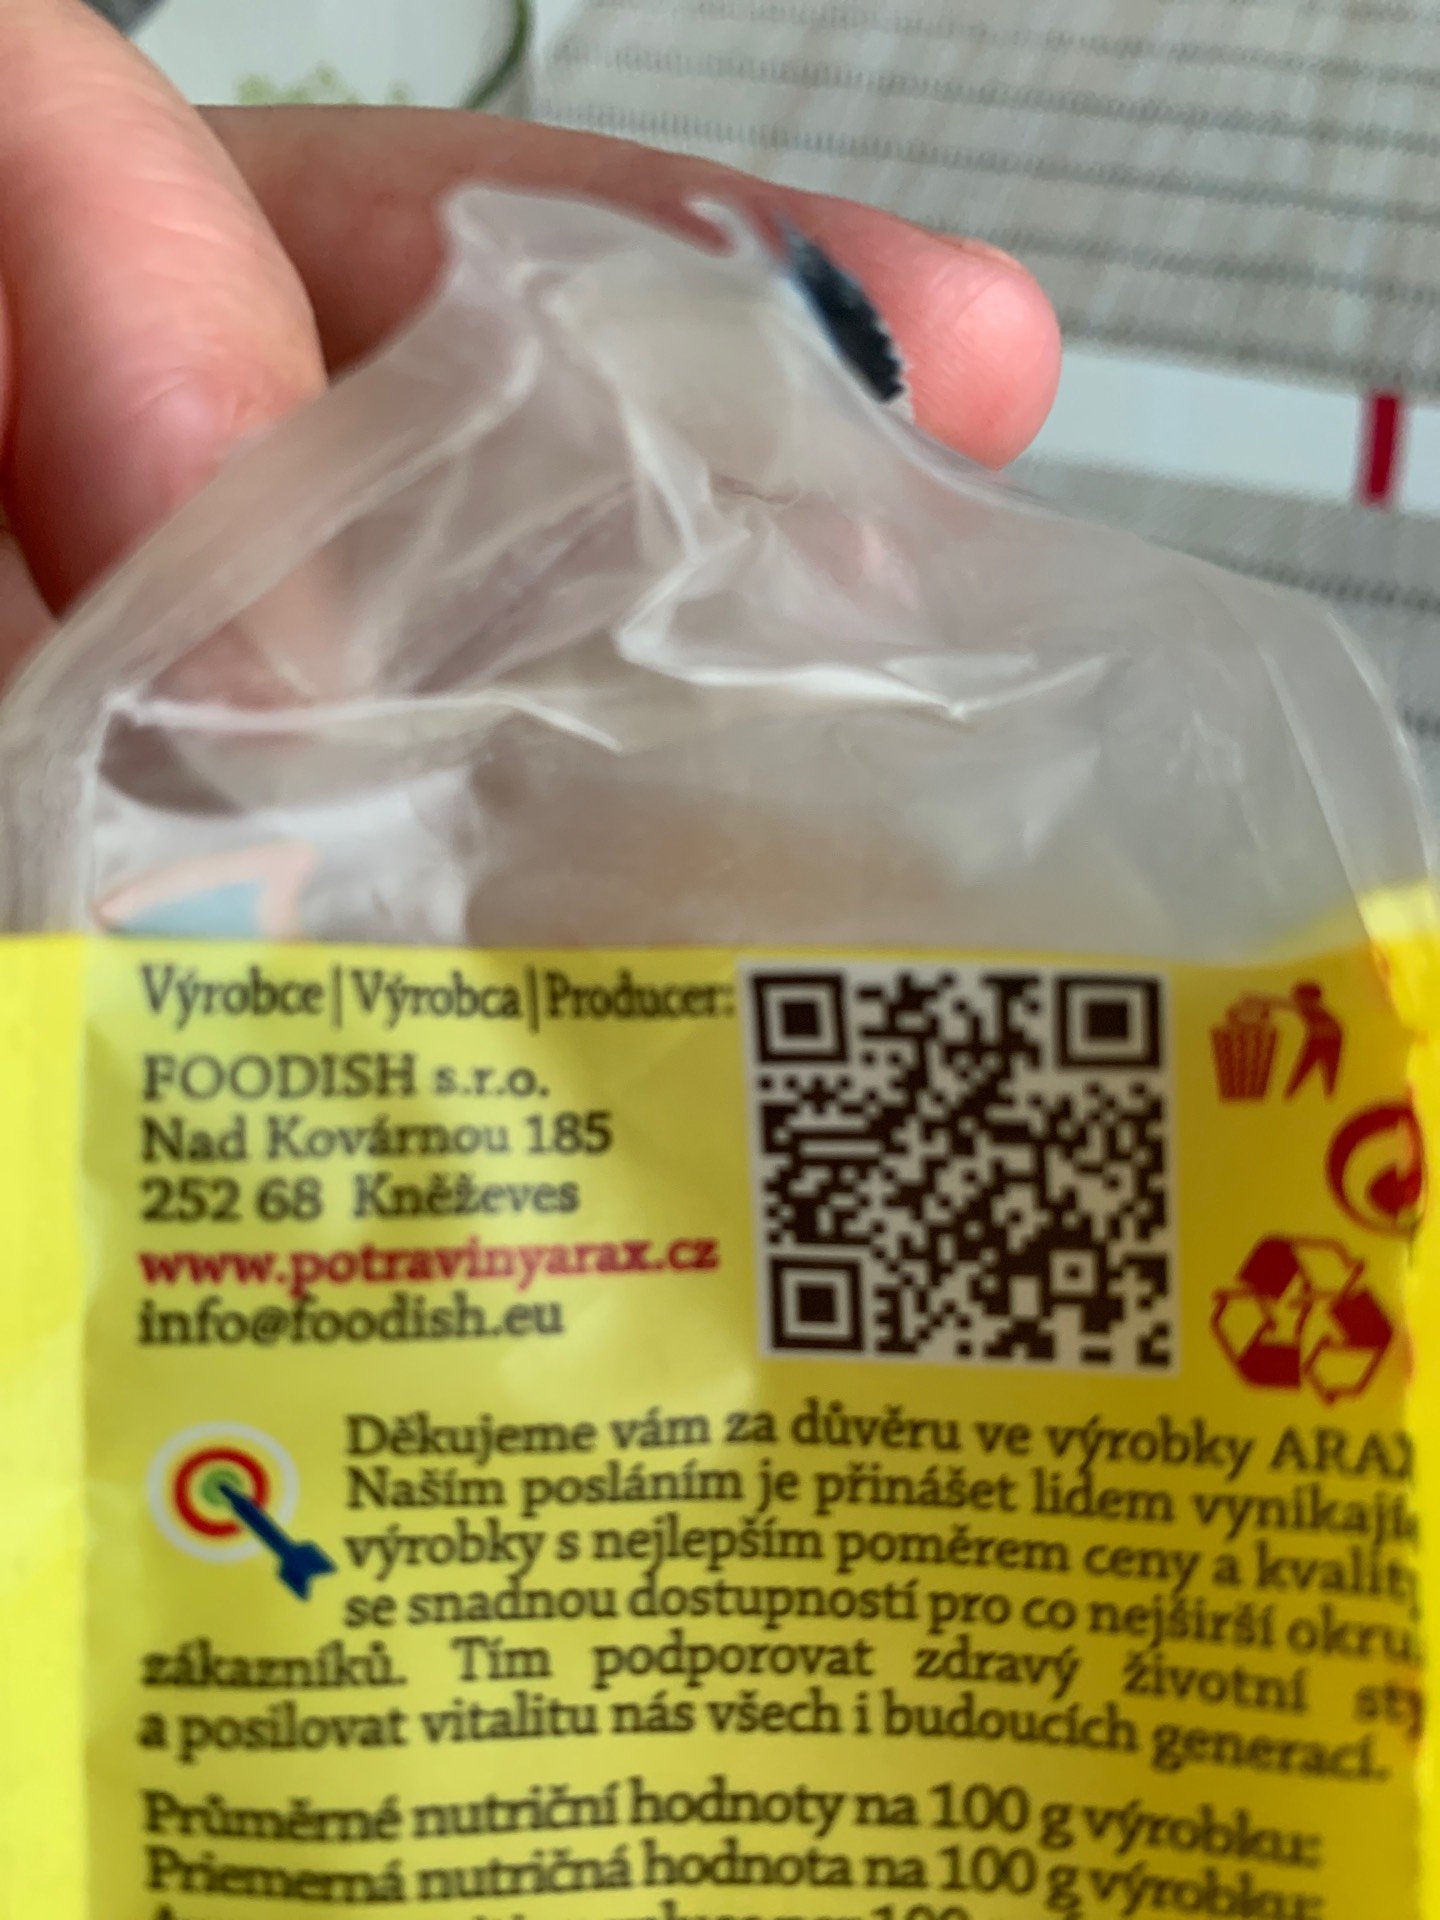 Výrobce|Výrobca|Producer:
FOODISH s.r.o.
Nad Kovárnou 185
252 68 Kněževes
www.potravinyarax.cz
info@foodish.eu
Děkujeme vám za důvěru ve výrobky
Naším posláním je přinášet lidem
výrobky s nejlepším poměrem ceny a
se snadnou dostupností pro co nejširší
zákazníků. Tím podporovat zdravý životní
a posilovat vitalitu nás všech i budoucích generací.
Průměrné nutriční hodnoty na 100 g výrobku:
Priemerná nutričná hodnota na 100 g výrobku: